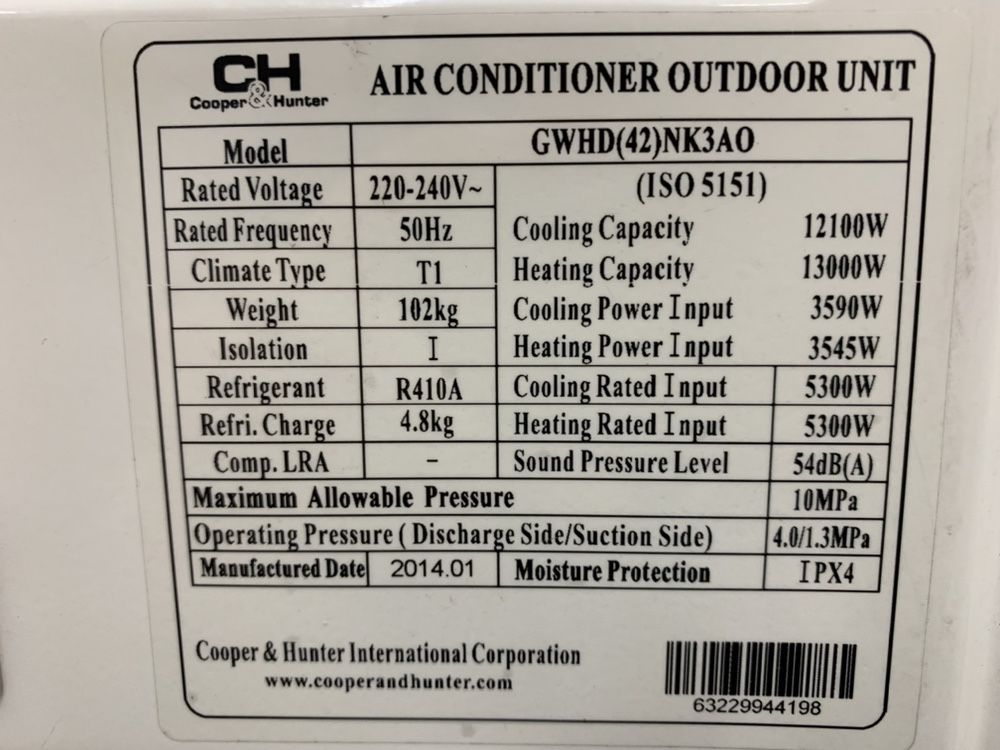 CH
Cooper & Hunter
AIR CONDITIONER OUTDOOR UNIT
Model GWHD(42)NK3AO
Rated Voltage 220-240V~ (ISO 5151)
Rated Frequency 50Hz Cooling Capacity 12100W
Climate Type T1 Heating Capacity 13000W
Weight 102kg Cooling Power Input 3590W
Isolation I Heating Power Input 3545W
Refrigerant R410A Cooling Rated Input 5300W
Refri. Charge 4.8kg Heating Rated Input 5300W
Comp. LRA - Sound Pressure Level 54dB(A)
Maximum Allowable Pressure 10MPa
Operating Pressure ( Discharge Side/Suction Side) 4.0/1.3MPa
Manufactured Date 2014.01 Moisture Protection IPX4
Cooper & Hunter International Corporation
www.cooperandhunter.com
63229944198